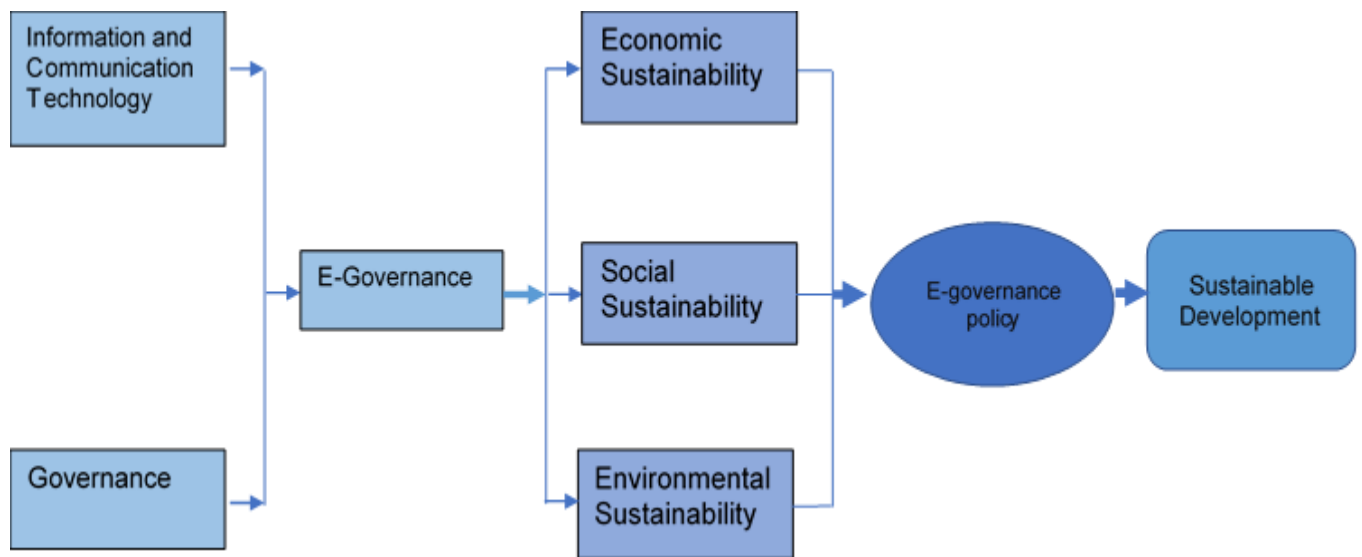 Information and
Communication
Technology
Governance
E-Governance
Economic
Sustainability
Social
Sustainability
Environmental
Sustainability
E-governance
policy
Sustainable
Development